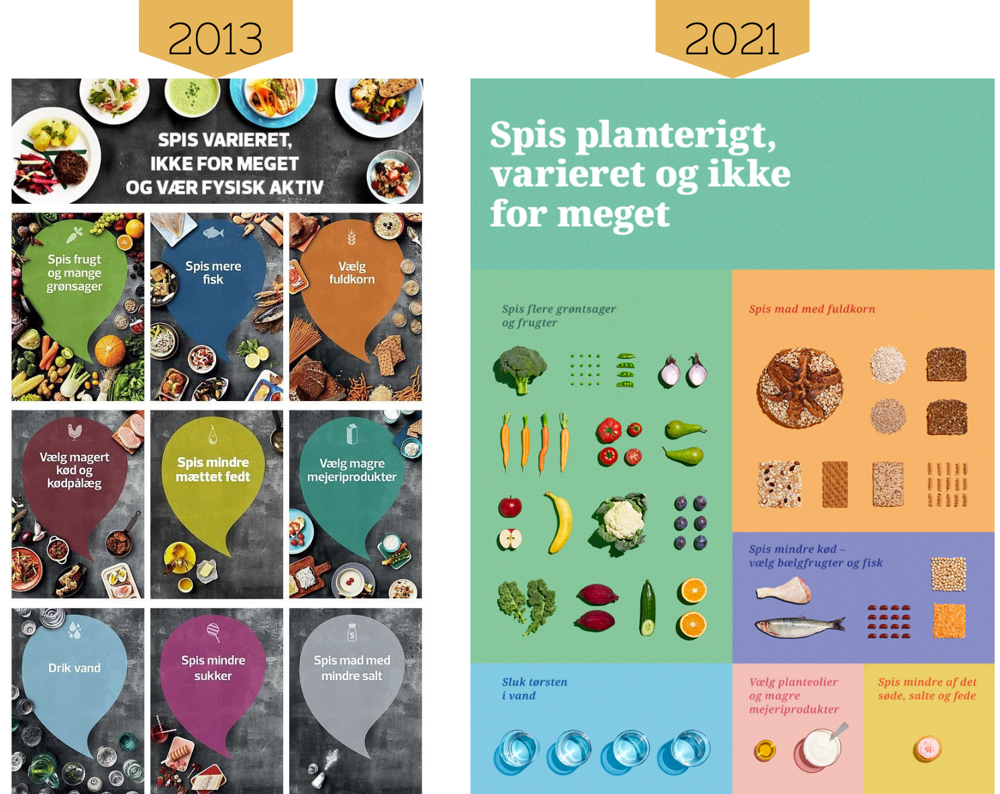 2013
SPIS VARIERET,
IKKE FOR MEGET
OG VÆR FYSISK AKTIV
Spis frugt
og mange
grønsager
Spis mere
fisk
Vælg
fuldkorn
Vælg magert
kød og
kødpålæg
Spis mindre
mættet fedt
Vælg magre
mejeriprodukter
Drik vand
Spis mindre
sukker
S
Spis mad med
mindre salt
2021
Spis planterigt,
varieret og ikke
for meget
Spis flere grøntsager
og frugter
Spis mad med fuldkorn
Spis mindre kød –
vælg bælgfrugter og fisk
Sluk tørsten
i vand
Vælg planteolier
og magre
mejeriprodukter
Spis mindre af det
søde, salte og fede